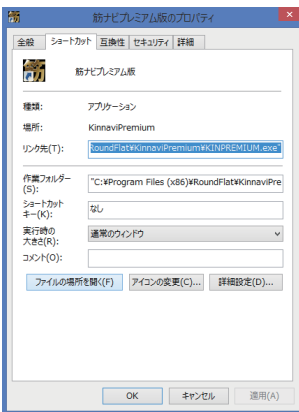 筋ナビプレミアム版のプロパティ
全般 ショートカット 互換性 セキュリティ 詳細
筋ナビプレミアム版
種類: アプリケーション
場所: KinnaviPremium
リンク先(T): RoundFlat¥KinnaviPremium¥KINPREMIUM.exe"
作業フォルダー
(S): "C:¥Program Files (x86)¥RoundFlat¥KinnaviPre
ショートカット
キー(K): なし
実行時の
大きさ(R): 通常のウィンドウ
コメント(O):
ファイルの場所を開く(F) アイコンの変更(C)... 詳細設定(D)...
OK キャンセル 適用(A)